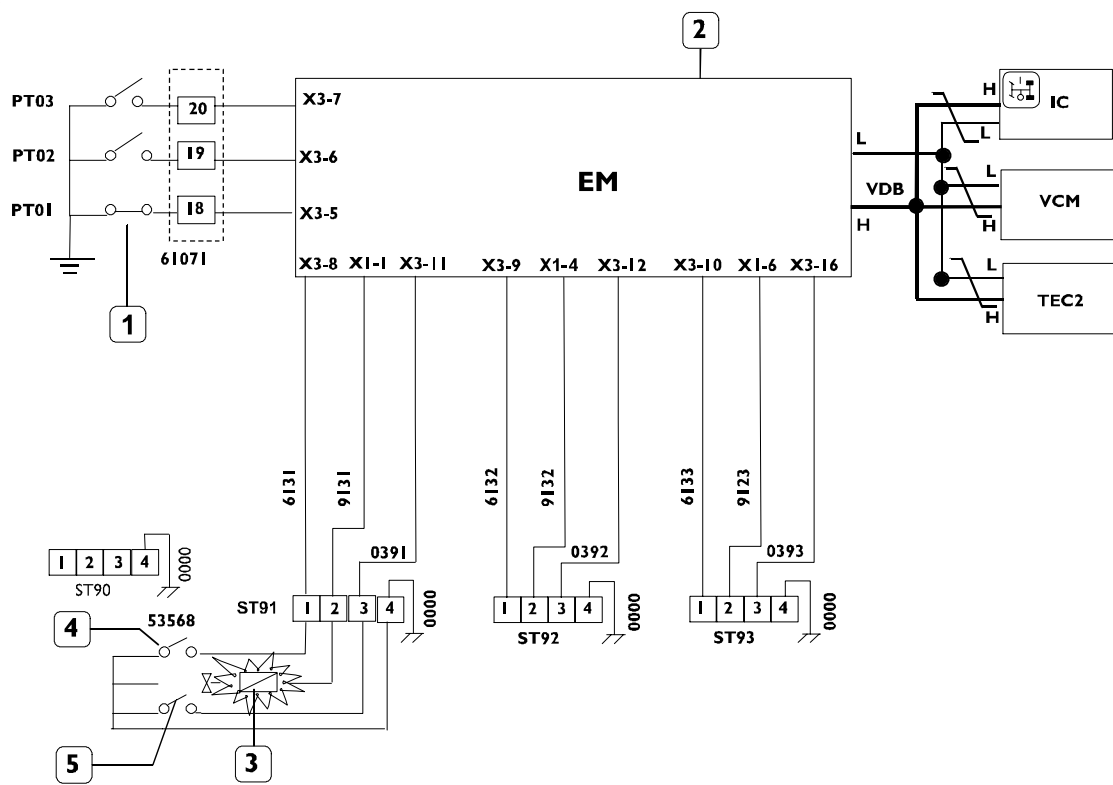 2
PT03
20
X3-7
H
IC
L
PT02
19
X3-6
L
EM
L
VDB
VCM
H
H
PT01
18
X3-5
61071
X3-8 X1-1 X3-11 X3-9 X1-4 X3-12 X3-10 X1-6 X3-16
L
TEC2
H
1
6131
9131
6132
9132
6133
9123
0391
0392
0393
1 2 3 4
0000
ST90
ST91
1 2 3 4
0000
1 2 3 4
0000
ST92
1 2 3 4
0000
ST93
4
53568
5
3